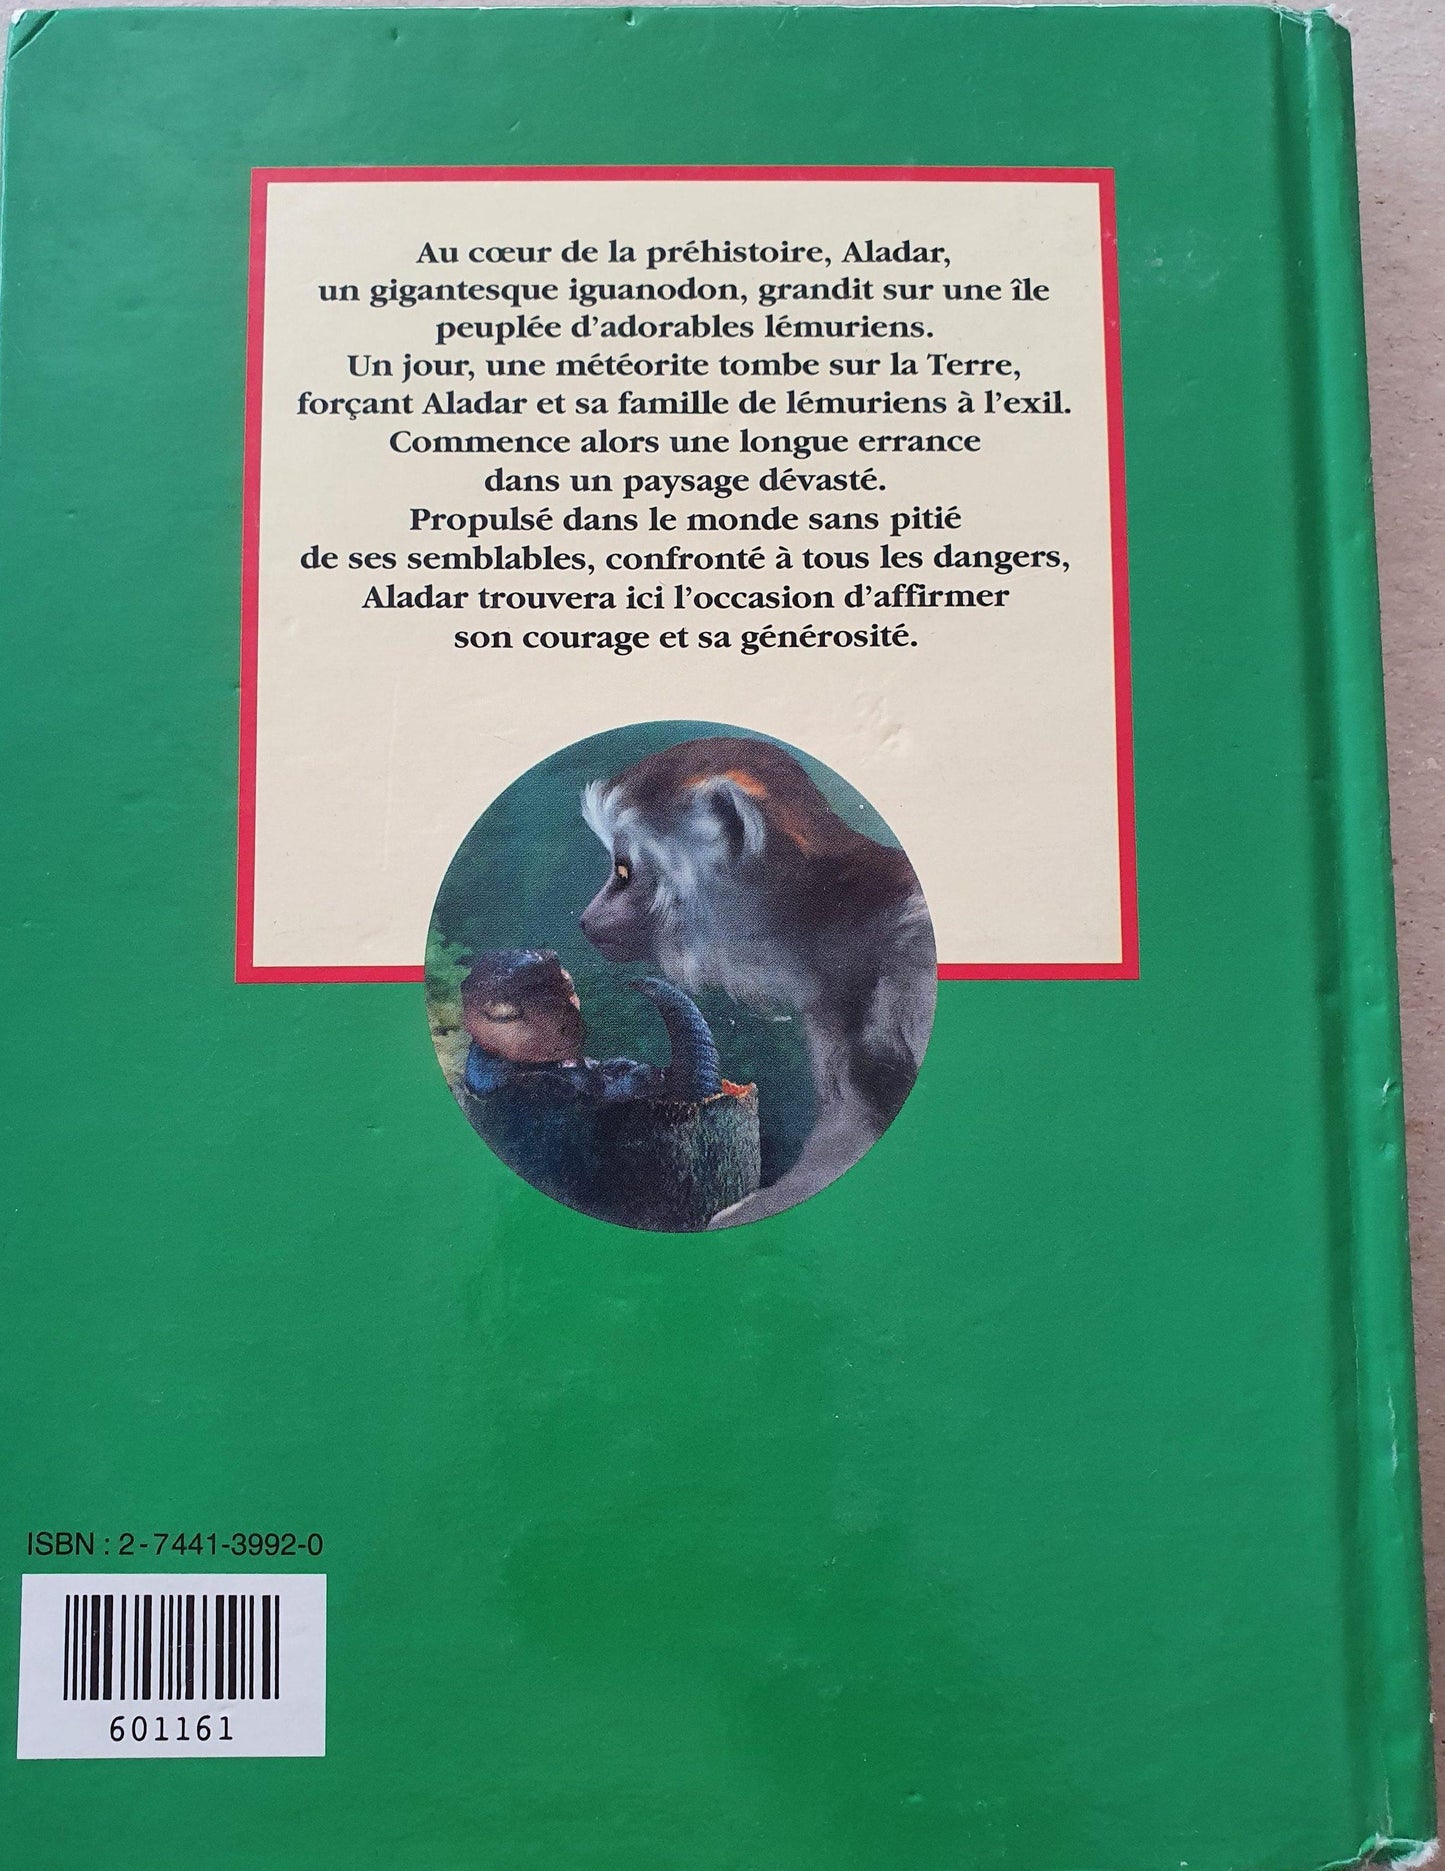 Au cœur de la préhistoire, Aladar,
un gigantesque iguanodon, grandit sur une île
peuplée d'adorables lémuriens.
Un jour, une météorite tombe sur la Terre,
forçant Aladar et sa famille de lémuriens à l'exil.
Commence alors une longue errance
dans un paysage dévasté.
Propulsé dans le monde sans pitié
de ses semblables, confronté à tous les dangers,
Aladar trouvera ici l'occasion d'affirmer
son courage et sa générosité.
ISBN : 2-7441-3992-0
601161